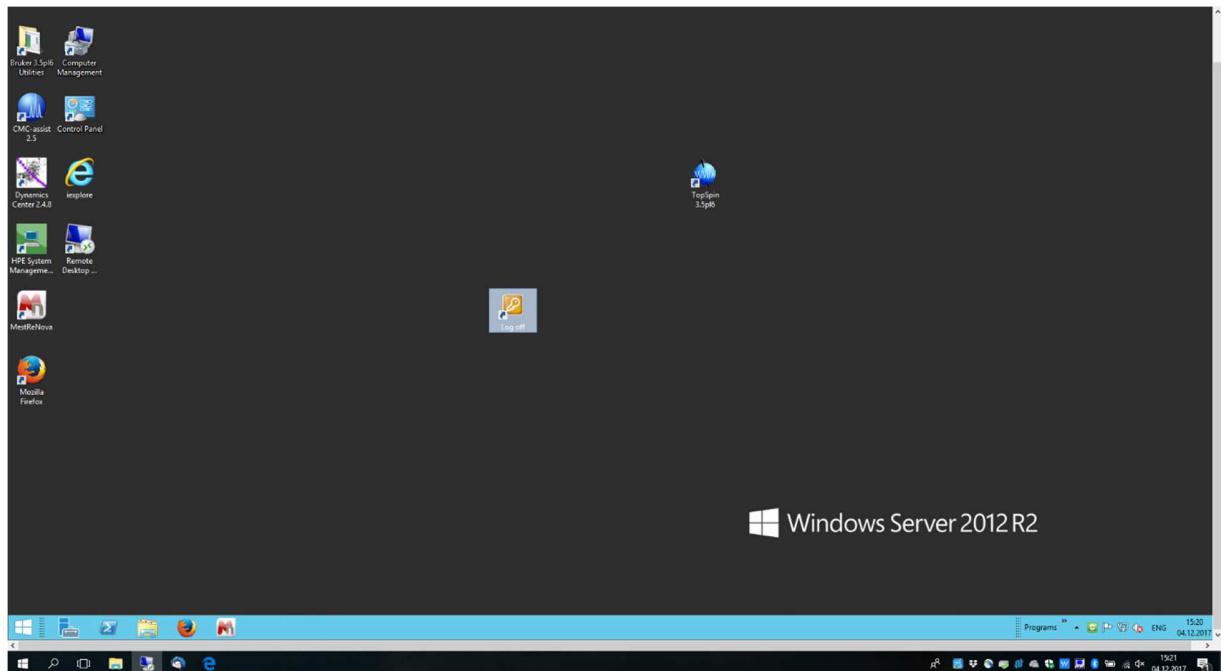 Bruker 3.5pl6
Utilities
Computer
Management
CMC-assist
2.5
Control Panel
Dynamics
Center 2.4.8
iexplore
TopSpin
3.5pl6
HPE System
Manageme...
Remote
Desktop ...
MestReNova
Log off
Mozilla
Firefox
Windows Server 2012 R2
Programs
ENG
15:20
04.12.2017
15:21
04.12.2017